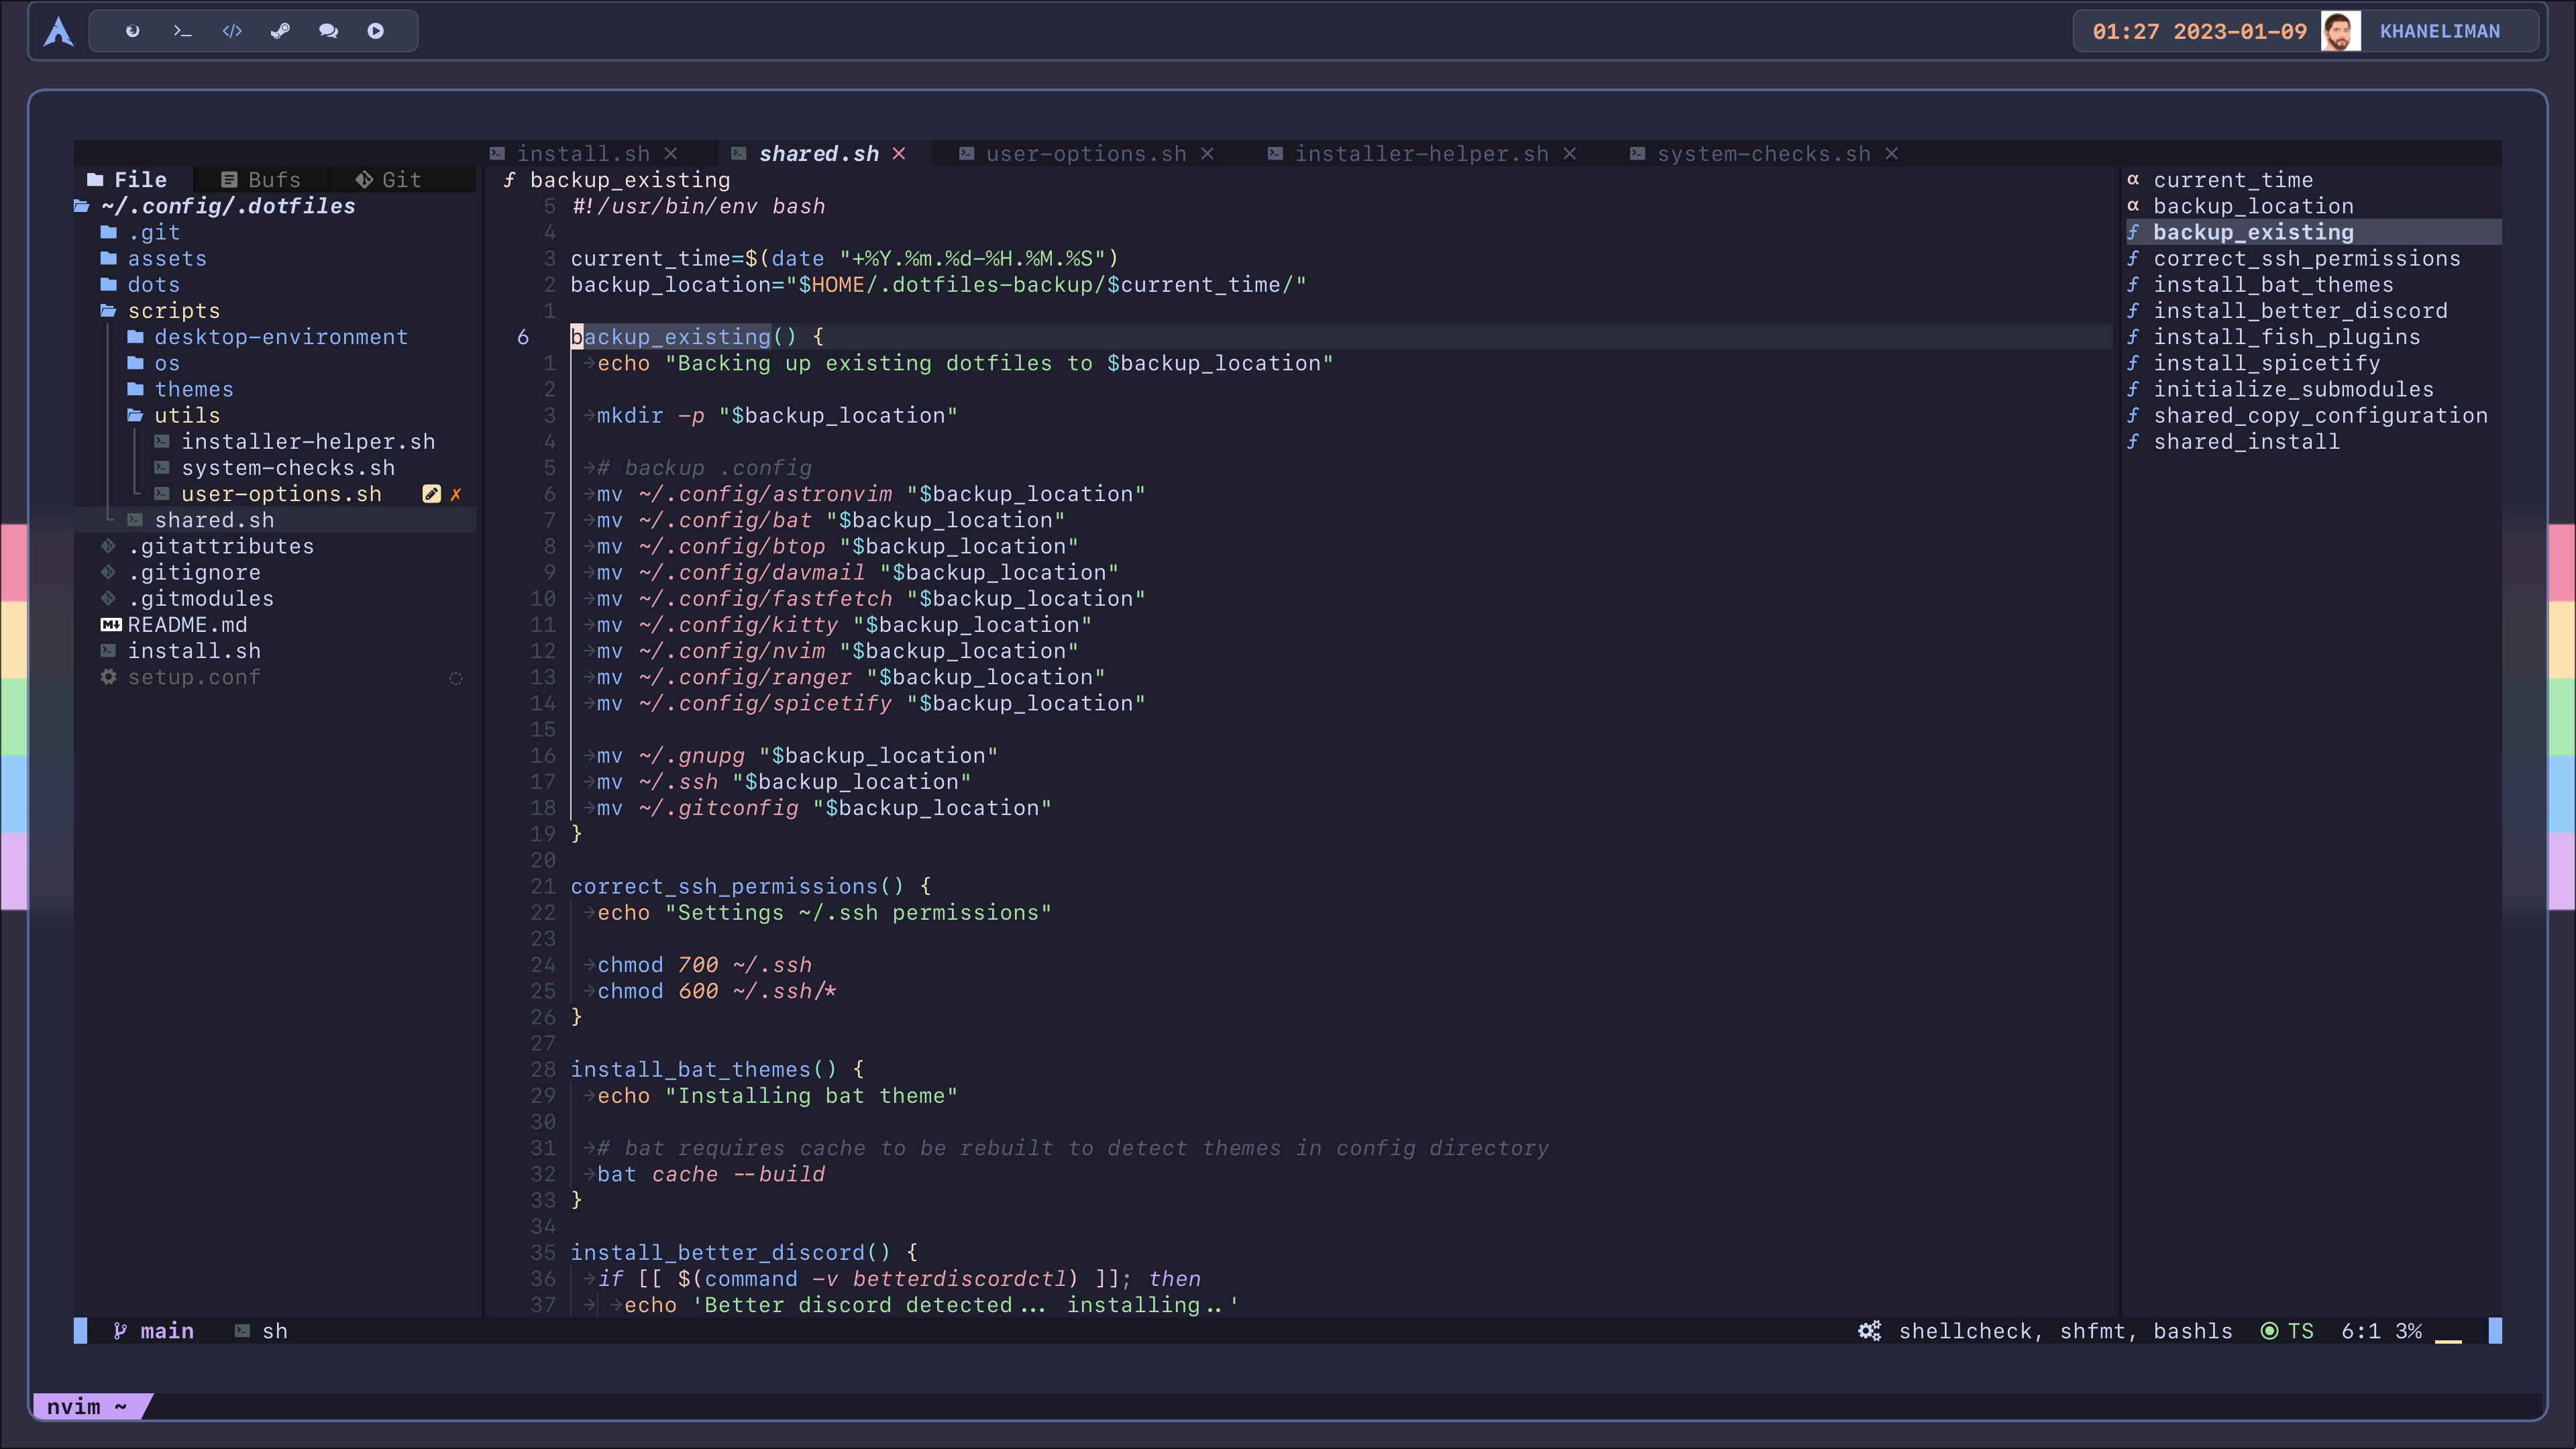 01:27 2023-01-09 KHANELIMAN
install.sh shared.sh user-options.sh installer-helper.sh system-checks.sh
File Bufs Git
~/.config/.dotfiles
.git
assets
dots
scripts
desktop-environment
os
themes
utils
installer-helper.sh
system-checks.sh
user-options.sh
shared.sh
.gitattributes
.gitignore
.gitmodules
README.md
install.sh
setup.conf
f backup_existing
5 #!/usr/bin/env bash
4
3 current_time=$(date "+%Y.%m.%d-%H.%M.%S")
2 backup_location="$HOME/.dotfiles-backup/$current_time/"
1
6 backup_existing() {
1 echo "Backing up existing dotfiles to $backup_location"
2
3 mkdir -p "$backup_location"
4
5 # backup .config
6 mv ~/.config/astronvim "$backup_location"
7 mv ~/.config/bat "$backup_location"
8 mv ~/.config/btop "$backup_location"
9 mv ~/.config/davmail "$backup_location"
10 mv ~/.config/fastfetch "$backup_location"
11 mv ~/.config/kitty "$backup_location"
12 mv ~/.config/nvim "$backup_location"
13 mv ~/.config/ranger "$backup_location"
14 mv ~/.config/spicetify "$backup_location"
15
16 mv ~/.gnupg "$backup_location"
17 mv ~/.ssh "$backup_location"
18 mv ~/.gitconfig "$backup_location"
19 }
20
21 correct_ssh_permissions() {
22 echo "Settings ~/.ssh permissions"
23
24 chmod 700 ~/.ssh
25 chmod 600 ~/.ssh/*
26 }
27
28 install_bat_themes() {
29 echo "Installing bat theme"
30
31 # bat requires cache to be rebuilt to detect themes in config directory
32 bat cache --build
33 }
34
35 install_better_discord() {
36 if [[ $(command -v betterdiscordctl) ]]; then
37 echo 'Better discord detected... installing..'
α current_time
α backup_location
f backup_existing
f correct_ssh_permissions
f install_bat_themes
f install_better_discord
f install_fish_plugins
f install_spicetify
f initialize_submodules
f shared_copy_configuration
f shared_install
main sh shellcheck, shfmt, bashls TS 6:1 3%
nvim ~